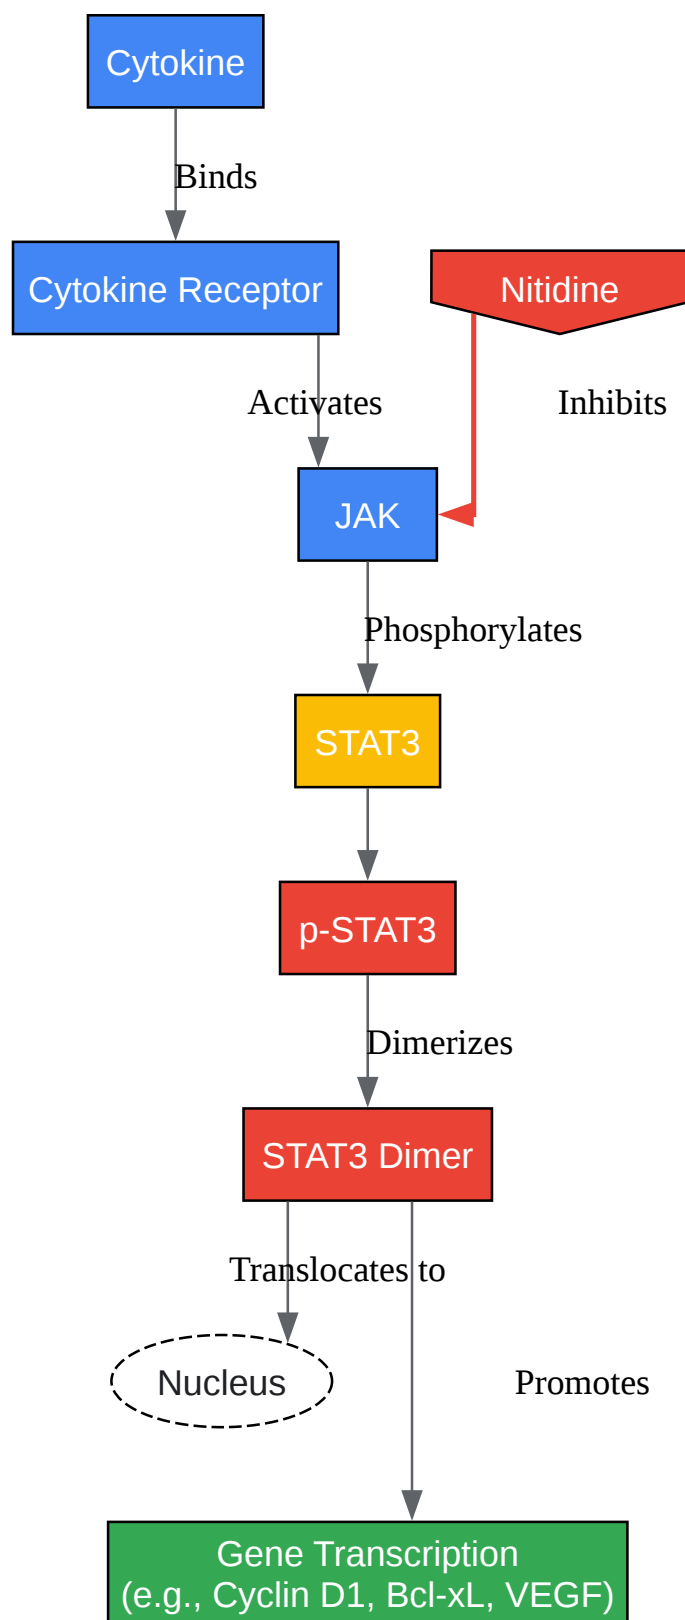 Cytokine
Binds
Cytokine Receptor
Nitidine
Activates
Inhibits
JAK
Phosphorylates
STAT3
p-STAT3
Dimerizes
STAT3 Dimer
Translocates to
Nucleus
Promotes
Gene Transcription
(e.g., Cyclin D1, Bcl-xL, VEGF)